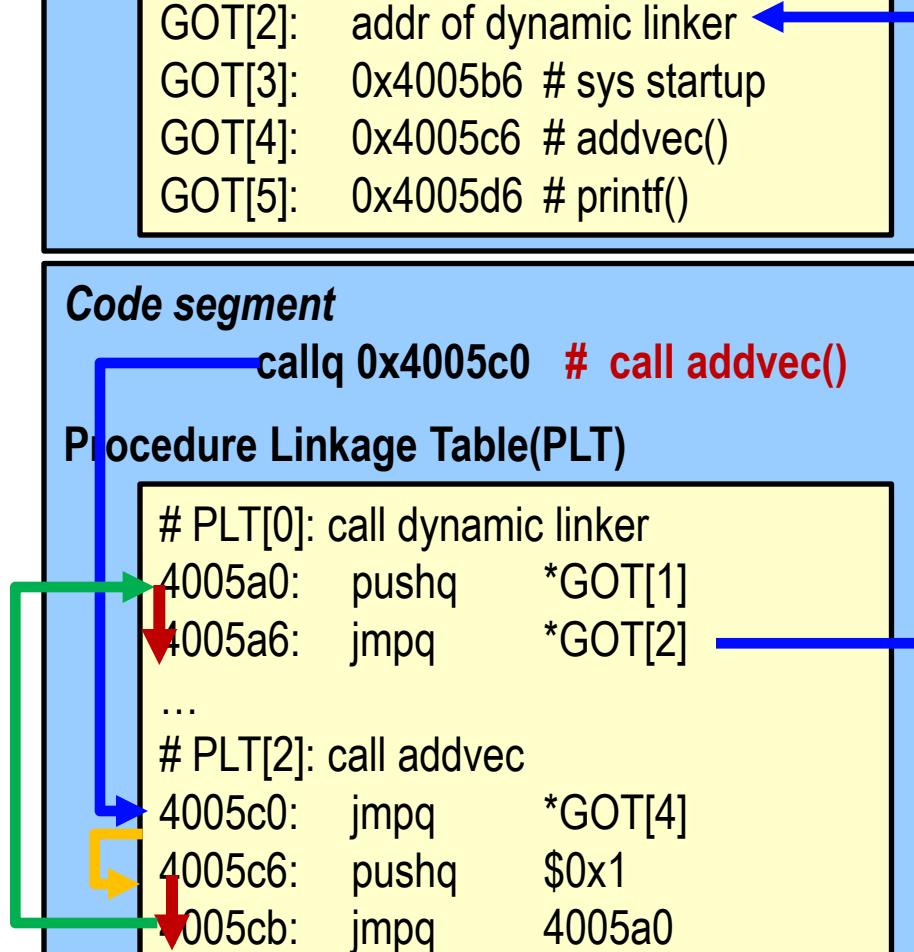 GOT[2]: addr of dynamic linker
GOT[3]: 0x4005b6 # sys startup
GOT[4]: 0x4005c6 # addvec()
GOT[5]: 0x4005d6 # printf()
Code segment
callq 0x4005c0 # call addvec()
Procedure Linkage Table(PLT)
# PLT[0]: call dynamic linker
4005a0: pushq *GOT[1]
4005a6: jmpq *GOT[2]
…
# PLT[2]: call addvec
4005c0: jmpq *GOT[4]
4005c6: pushq $0x1
4005cb: jmpq 4005a0